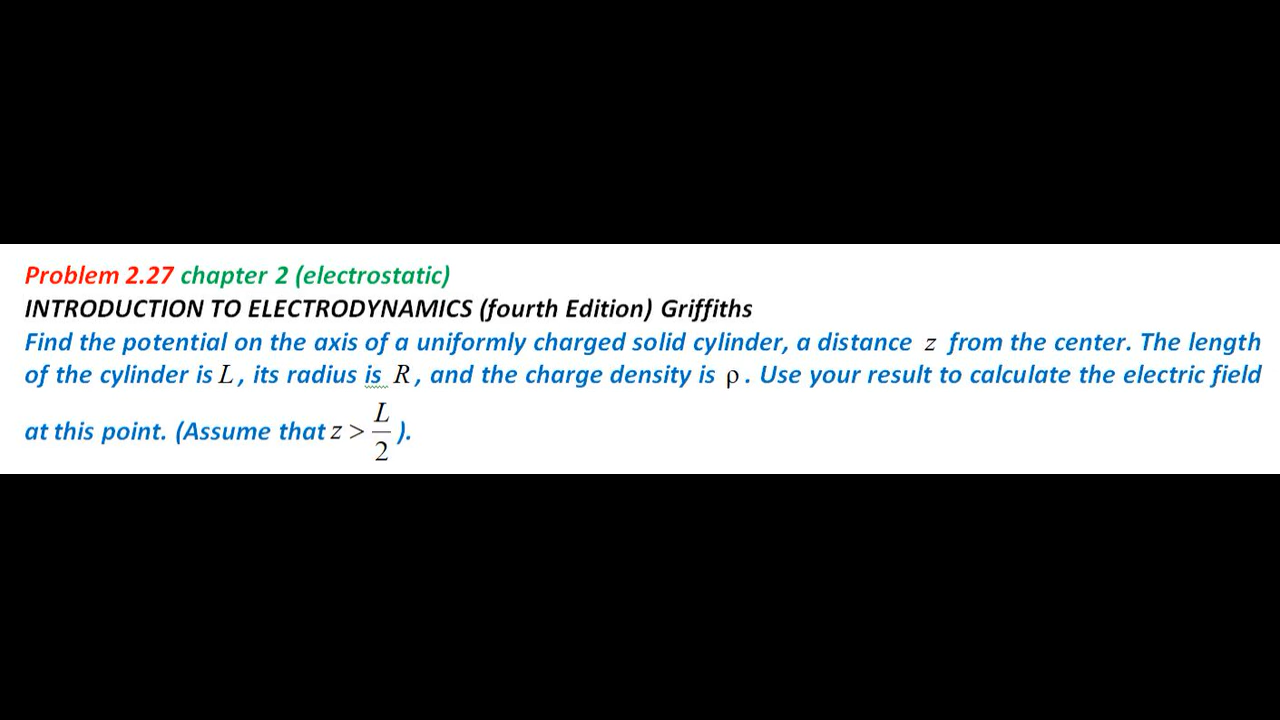 Problem 2.27 chapter 2 (electrostatic)
INTRODUCTION TO ELECTRODYNAMICS (fourth Edition) Griffiths
Find the potential on the axis of a uniformly charged solid cylinder, a distance z from the center. The length
of the cylinder is L, its radius is R, and the charge density is ρ. Use your result to calculate the electric field
at this point. (Assume that z > L/2 ).